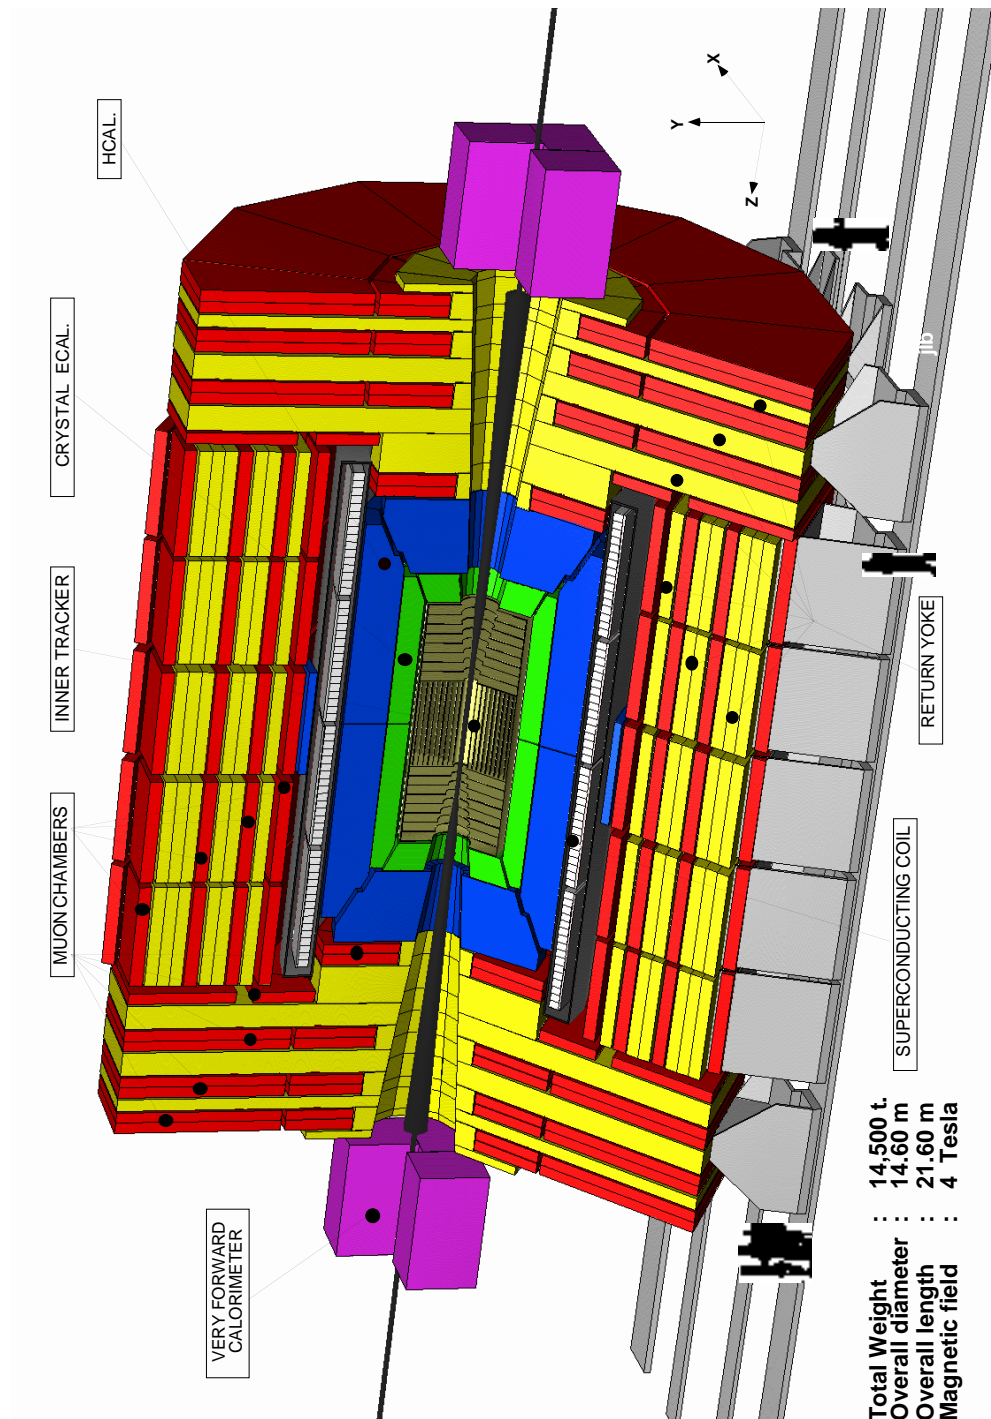 MUON CHAMBERS
INNER TRACKER
CRYSTAL ECAL.
HCAL.
VERY FORWARD
CALORIMETER
X
Y
Z
jlb
SUPERCONDUCTING COIL
RETURN YOKE
Total Weight : 14,500 t.
Overall diameter : 14.60 m
Overall length : 21.60 m
Magnetic field : 4 Tesla